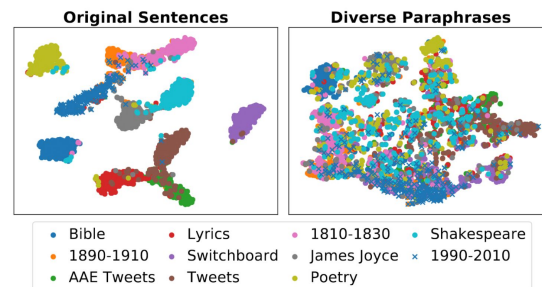 Original Sentences
Diverse Paraphrases
Bible
Lyrics
1810-1830
Shakespeare
1890-1910
Switchboard
James Joyce
1990-2010
AAE Tweets
Tweets
Poetry